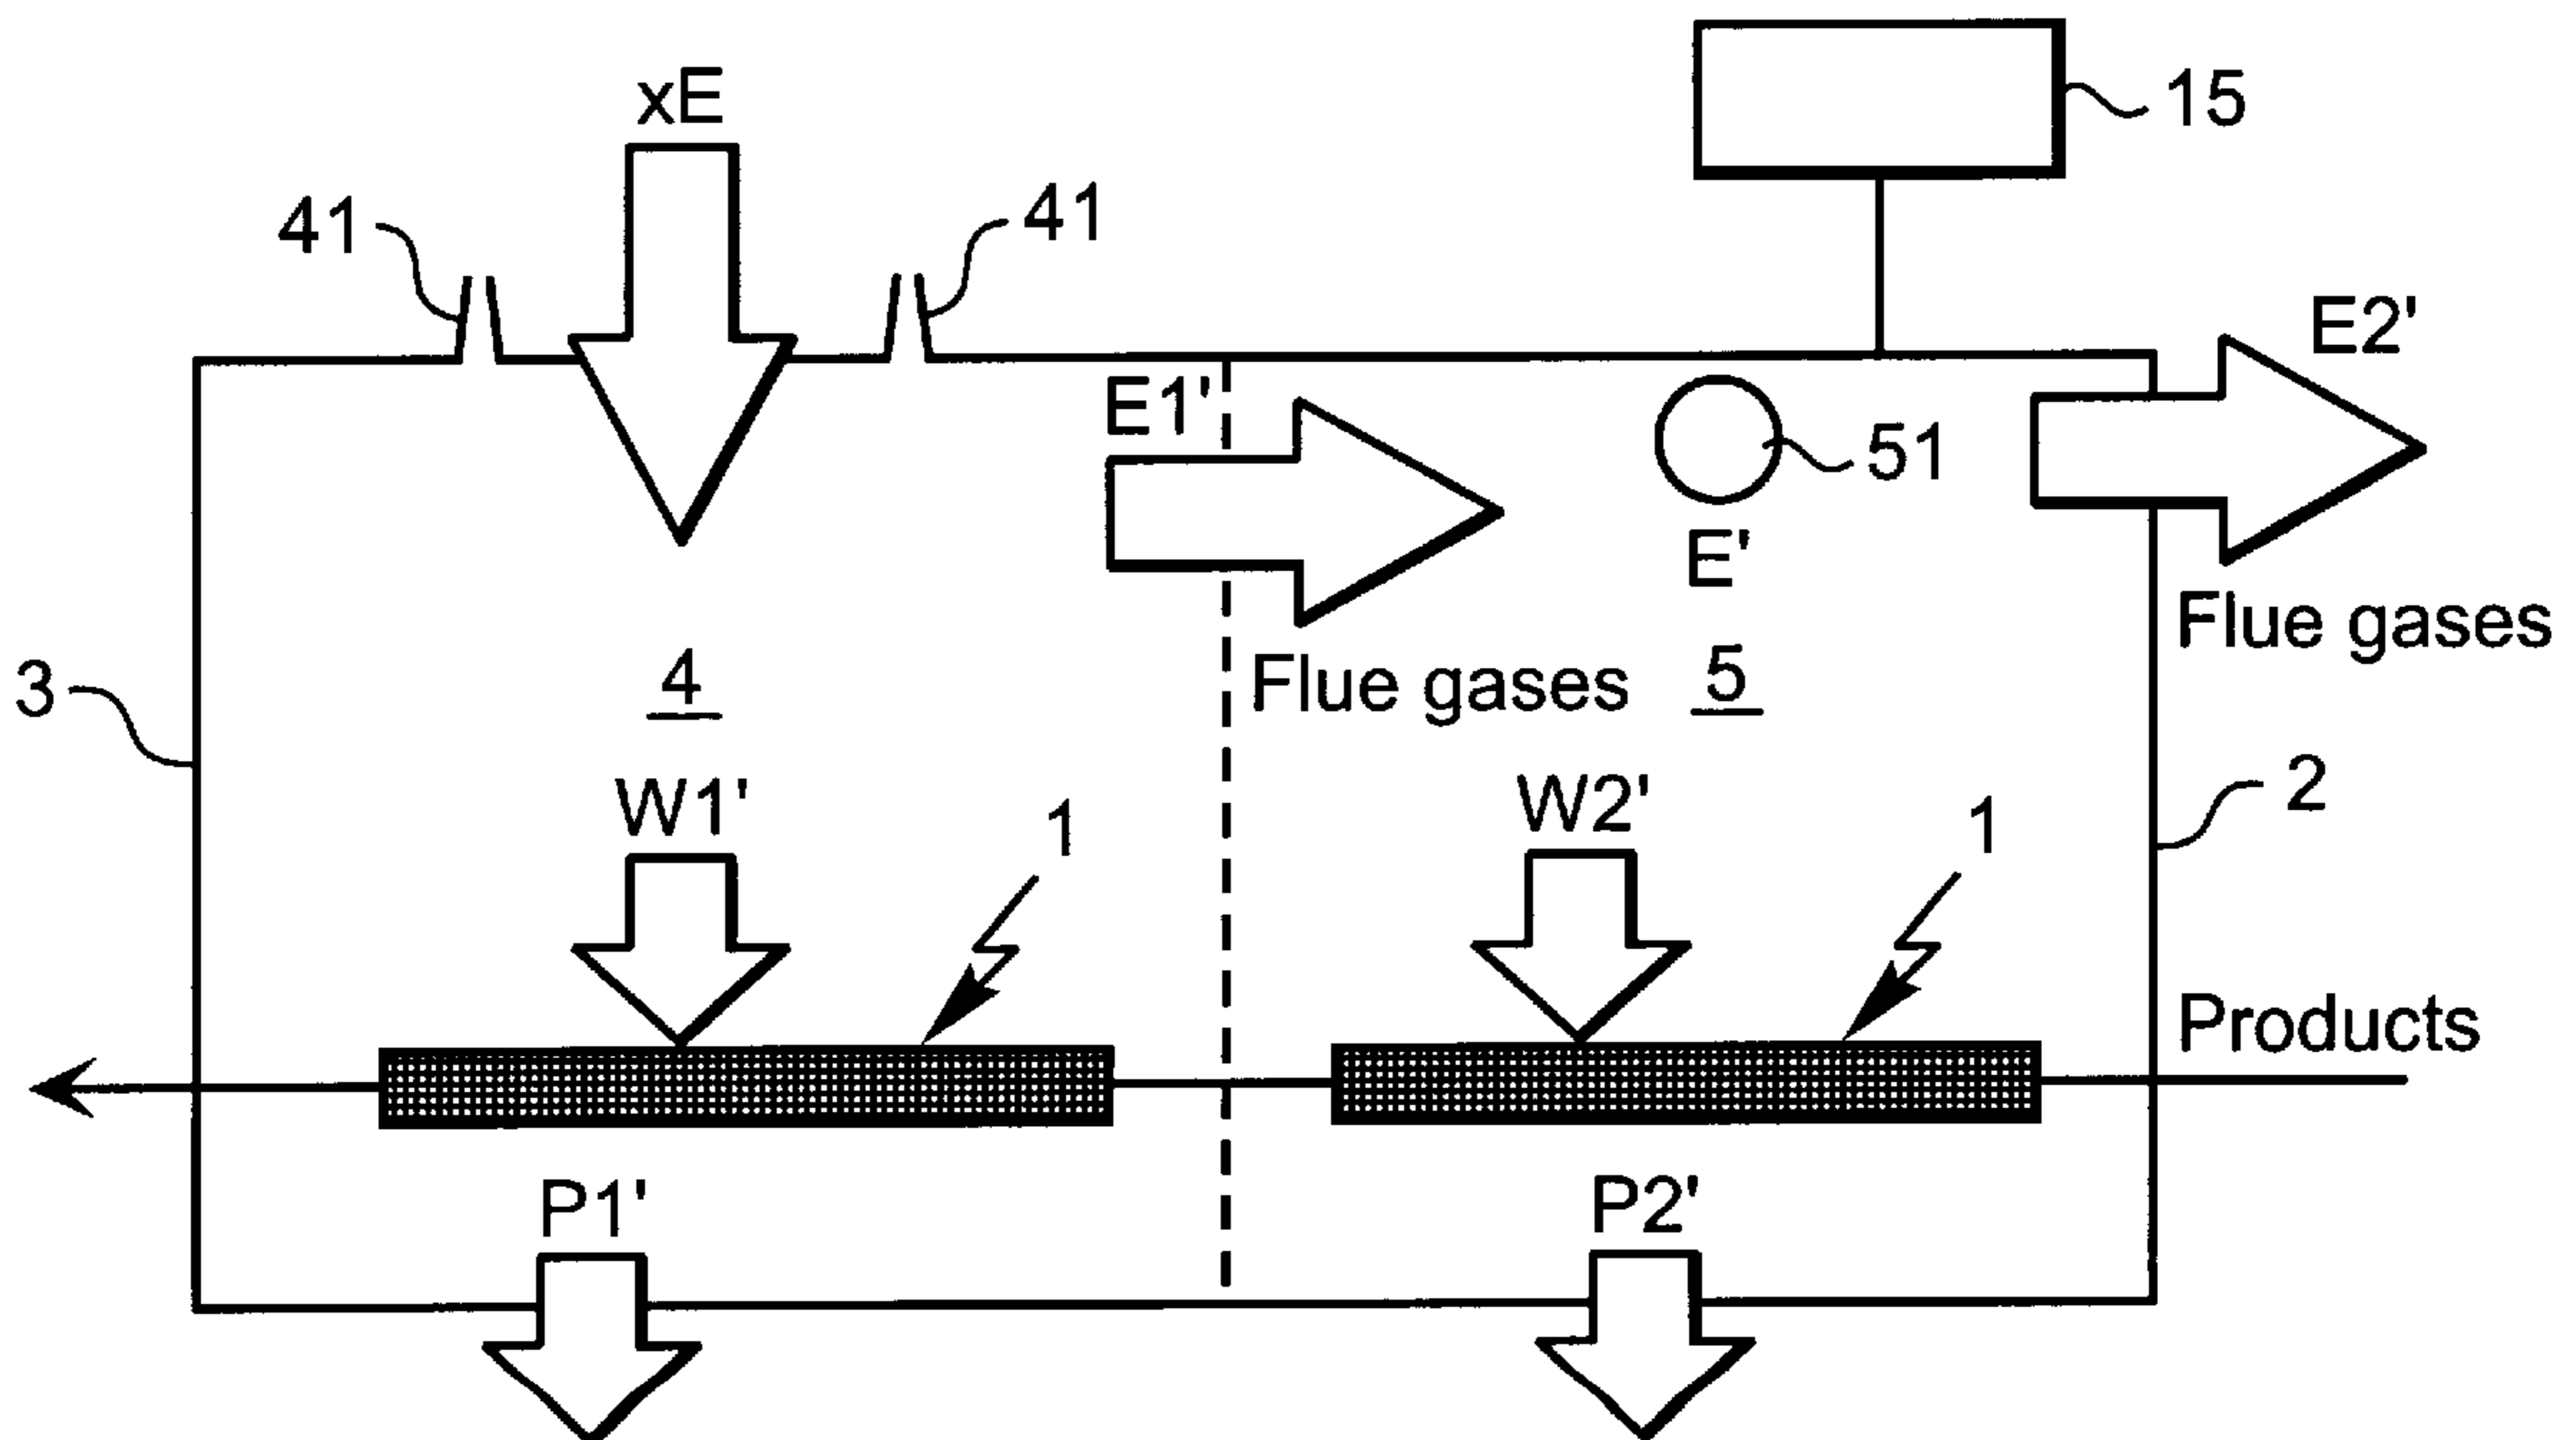 xE
15
41
41
E2'
E1'
51
E'
Flue gases
4
Flue gases
5
3
W1'
1
W2'
1
2
Products
P1'
P2'